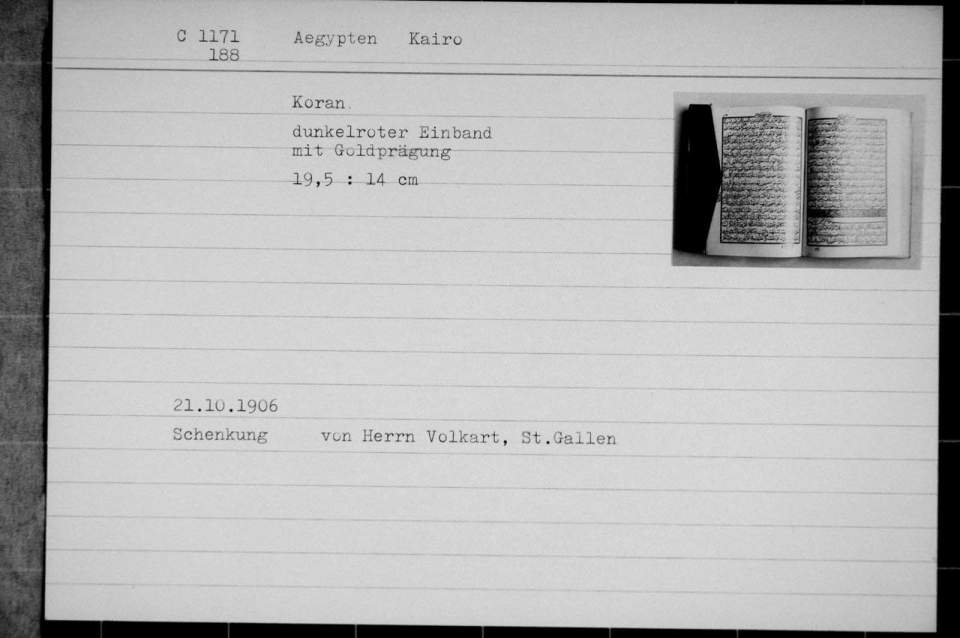 C 1171 Aegypten Kairo
188
Koran.
dunkelroter Einband
mit Goldprägung
19,5 : 14 cm
21.10.1906
Schenkung von Herrn Volkart, St.Gallen